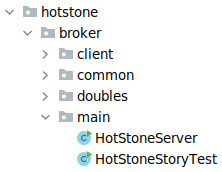 hotstone
broker
client
common
doubles
main
HotStoneServer
HotStoneStoryTest